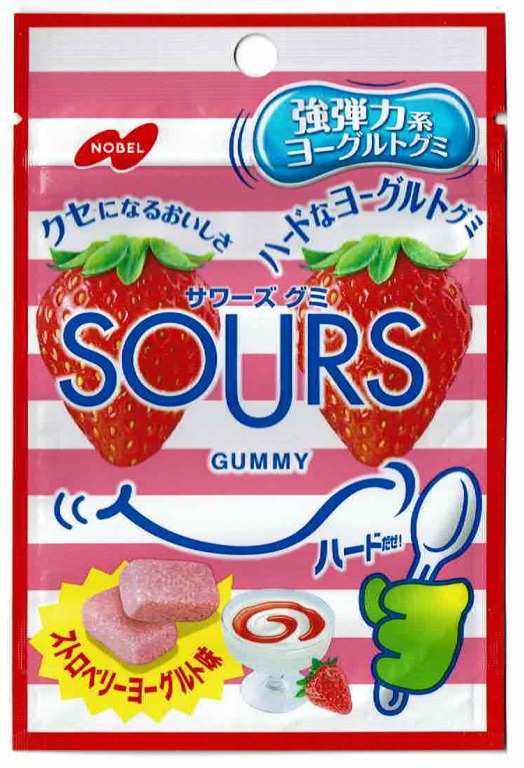 NOBEL
強弾力系
ヨーグルトグミ
クセになるおいしさ
ハードなヨーグルトグミ
サワーズ グミ
SOURS
GUMMY
ハードだぜ!
ストロベリーヨーグルト味